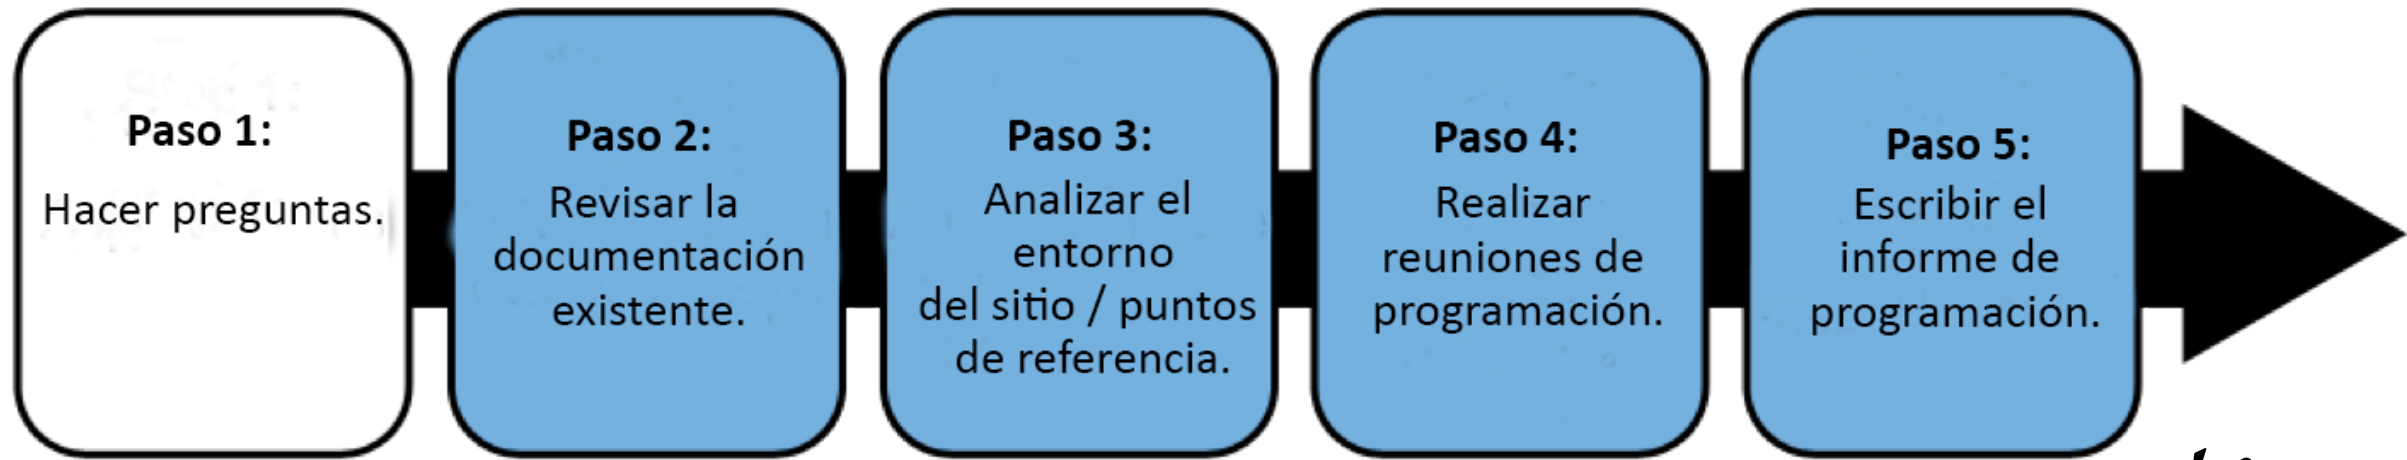 Paso 1:
Hacer preguntas.
Paso 2:
Revisar la
documentación
existente.
Paso 3:
Analizar el
entorno
del sitio / puntos
de referencia.
Paso 4:
Realizar
reuniones de
programación.
Paso 5:
Escribir el
informe de
programación.